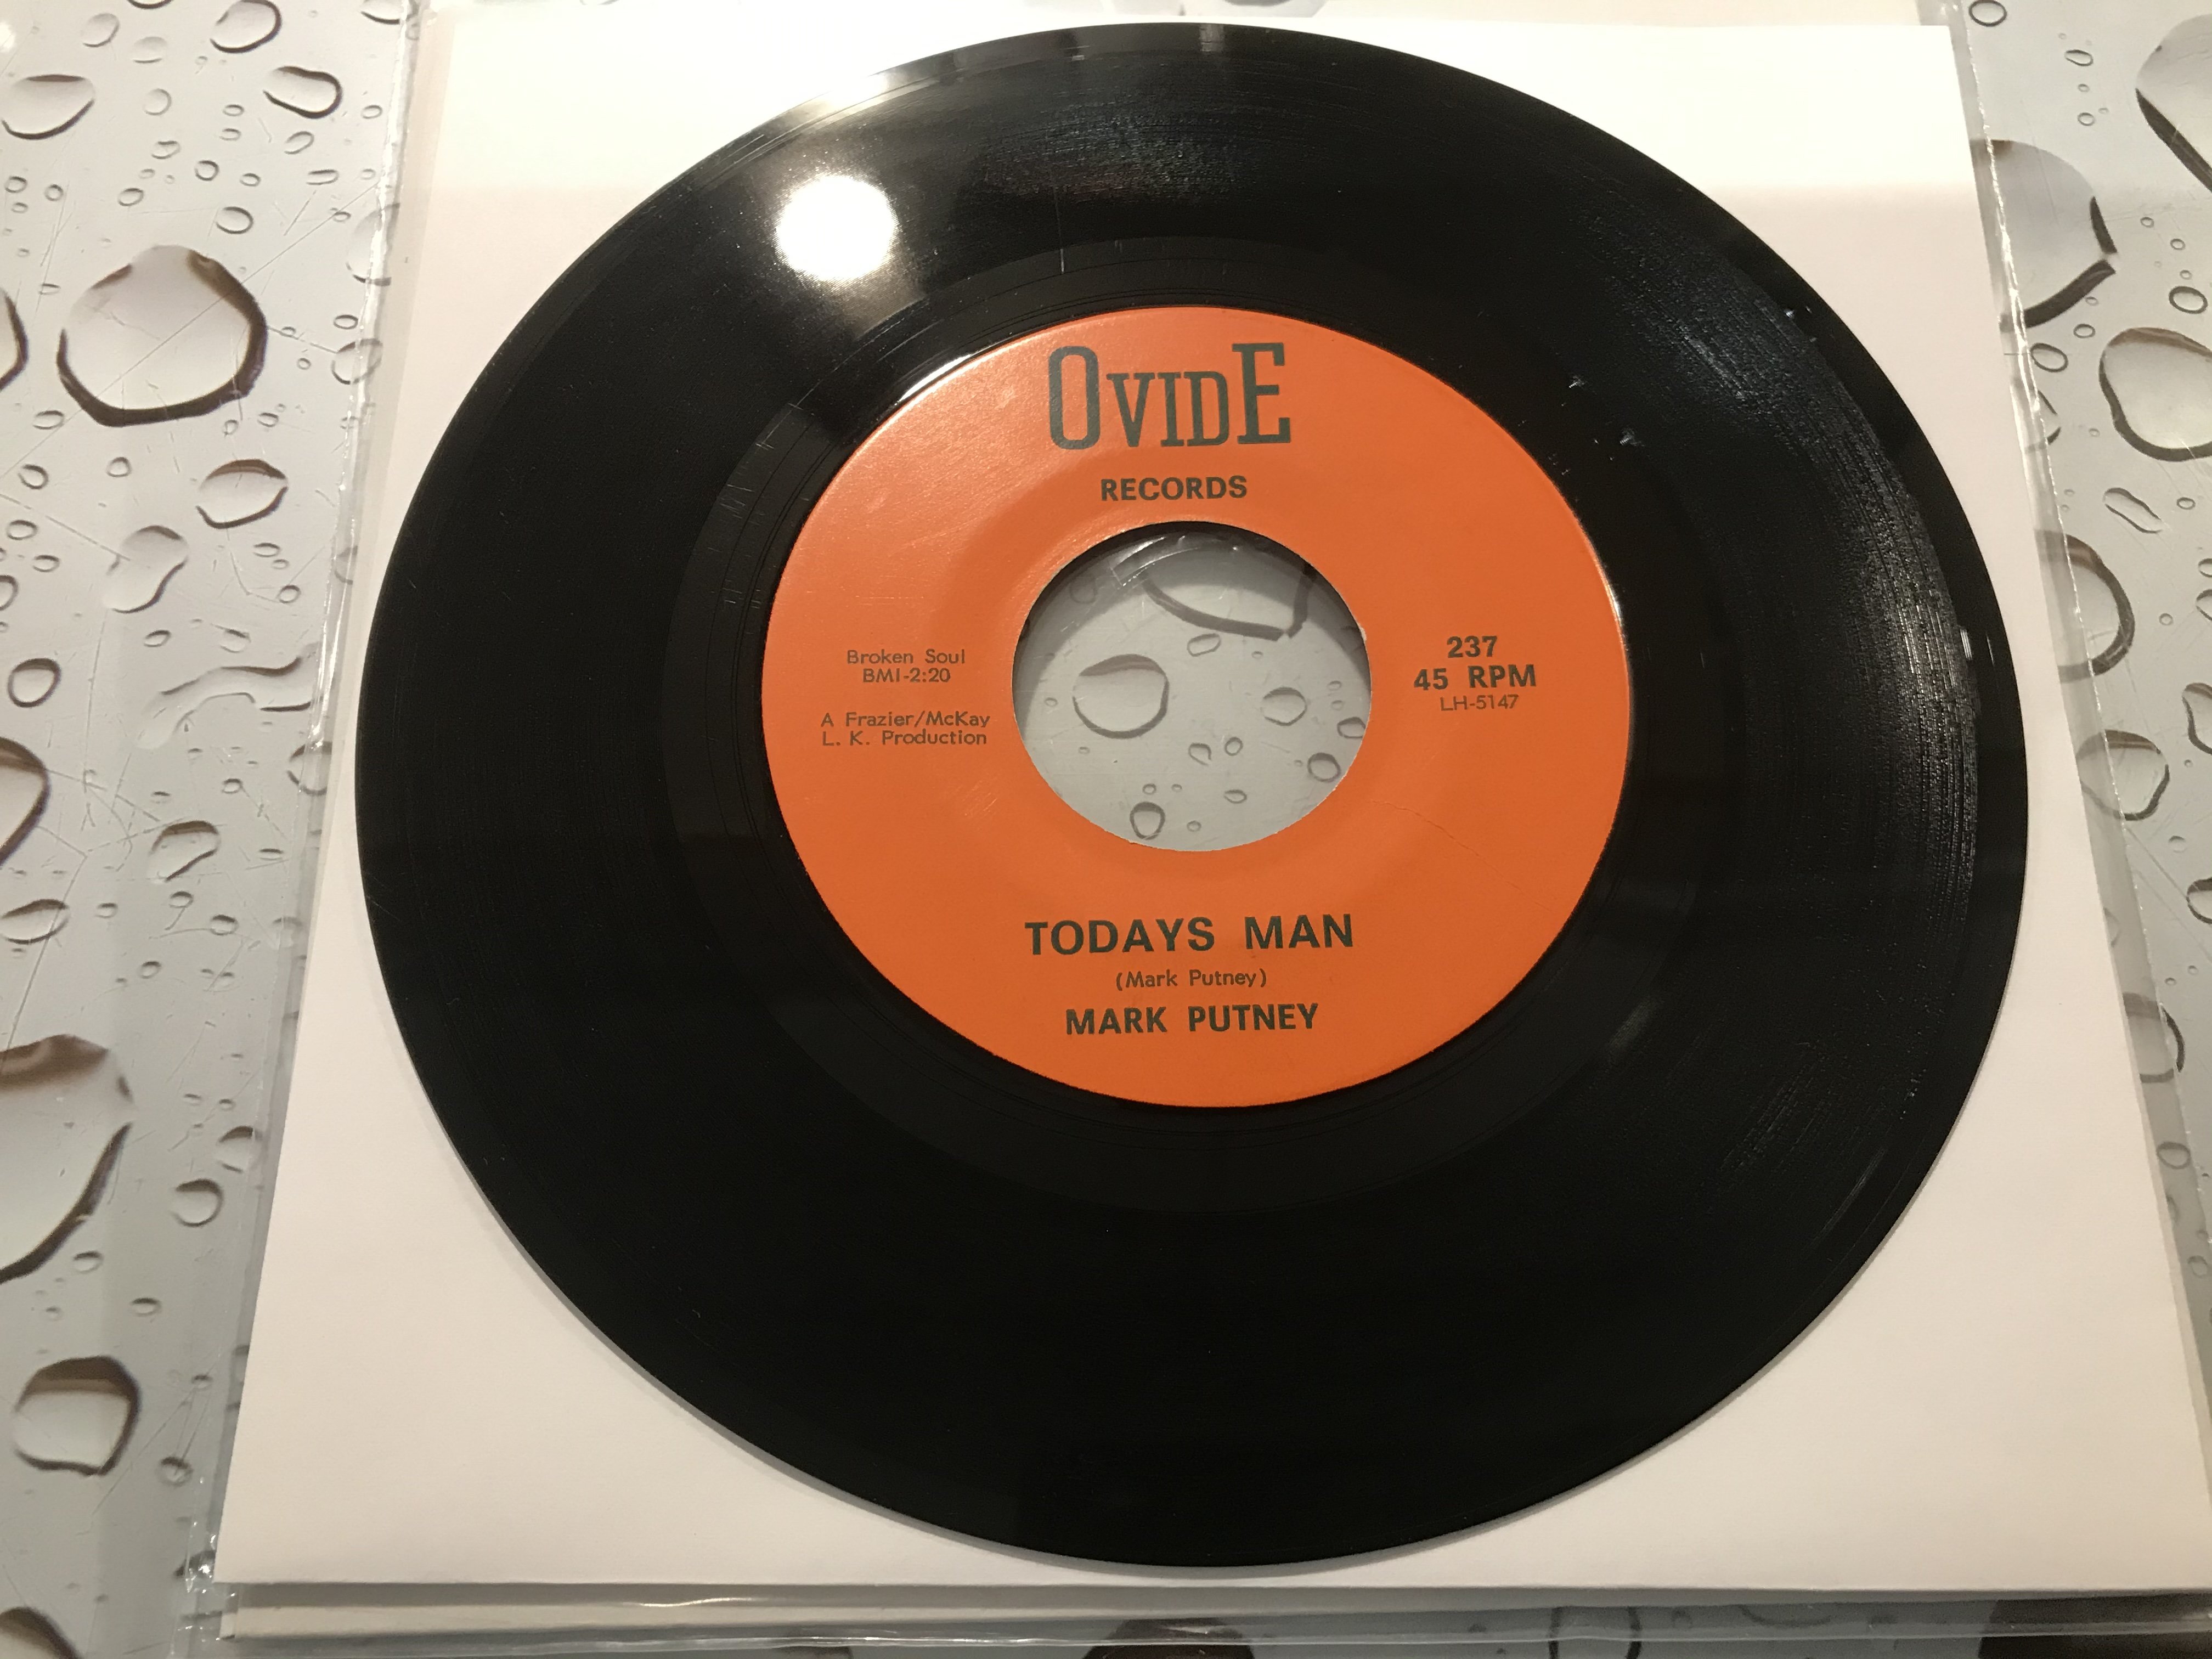 OVIDE
RECORDS
Broken Soul
BMI-2:20
A Frazier/McKay
L. K. Production
237
45 RPM
LH-5147
TODAYS MAN
(Mark Putney)
MARK PUTNEY